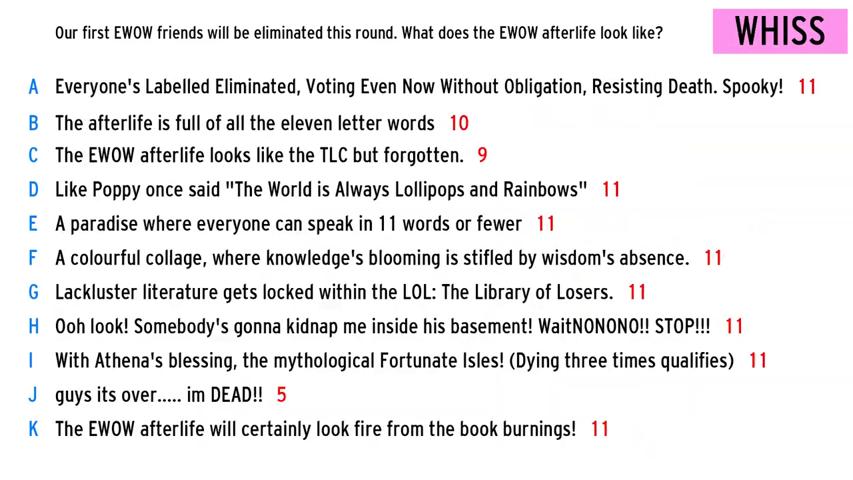 Our first EWOW friends will be eliminated this round. What does the EWOW afterlife look like?
WHISS
A Everyone's Labelled Eliminated, Voting Even Now Without Obligation, Resisting Death. Spooky! 11
B The afterlife is full of all the eleven letter words 10
C The EWOW afterlife looks like the TLC but forgotten. 9
D Like Poppy once said "The World is Always Lollipops and Rainbows" 11
E A paradise where everyone can speak in 11 words or fewer 11
F A colourful collage, where knowledge's blooming is stifled by wisdom's absence. 11
G Lackluster literature gets locked within the LOL: The Library of Losers. 11
H Ooh look! Somebody's gonna kidnap me inside his basement! WaitNONONO!! STOP!!! 11
I With Athena's blessing, the mythological Fortunate Isles! (Dying three times qualifies) 11
J guys its over..... im DEAD!! 5
K The EWOW afterlife will certainly look fire from the book burnings! 11